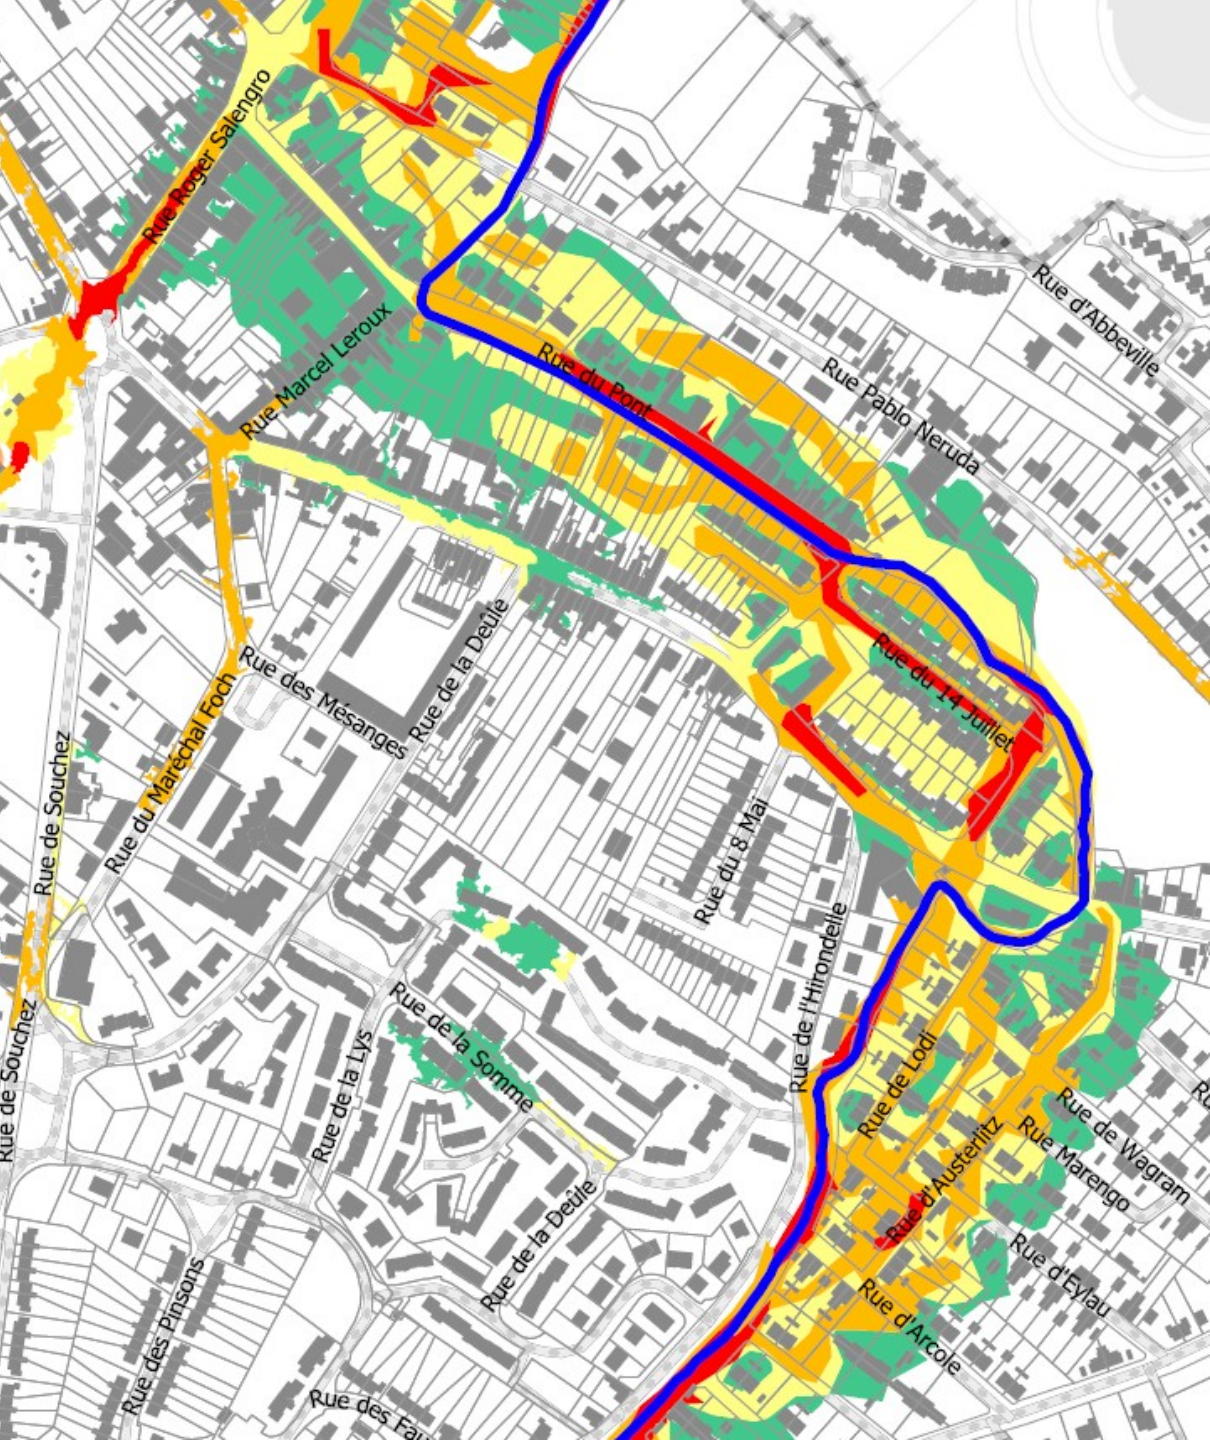 Rue Roger Salengro
Rue d'Abbeville
Rue Marcel Leroux
Rue du Pont
Rue Pablo Neruda
Rue de la Deûle
Rue du 14 Juillet
Rue des Mésanges
Rue du Maréchal Foch
Rue de Souchez
Rue du 8 Mai
Rue de l'Hirondelle
Rue de Souchez
Rue de la Somme
Rue de la Lys
Rue de Lodi
Rue de Wagram
Rue Marengo
Rue d'Austerlitz
Rue de la Deûle
Rue d'Eylau
Rue des Pinsons
Rue d'Arcole
Rue des Fau